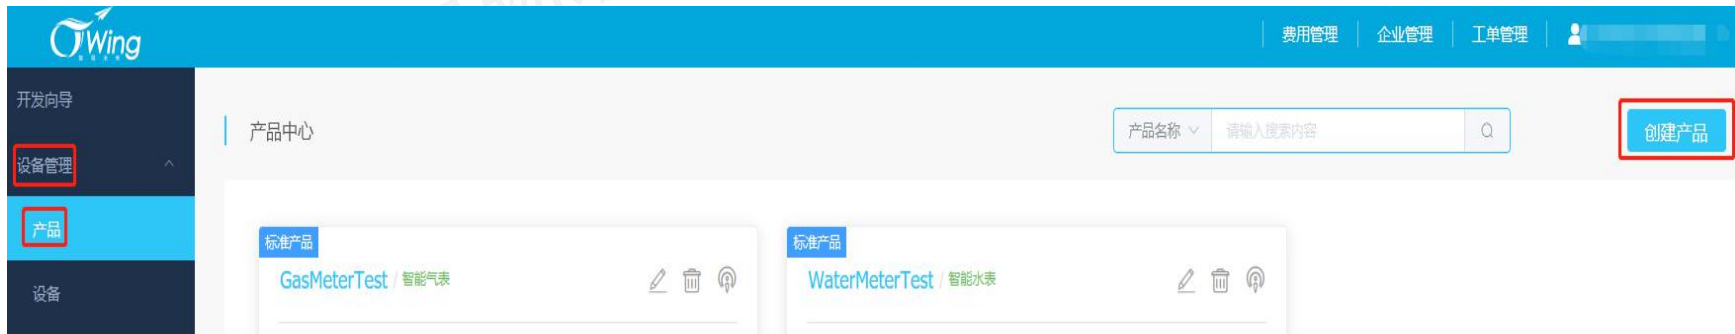 CTWing
费用管理
企业管理
工单管理
开发向导
产品中心
产品名称
请输入搜索内容
创建产品
设备管理
产品
标准产品
标准产品
GasMeterTest / 智能气表
WaterMeterTest / 智能水表
设备